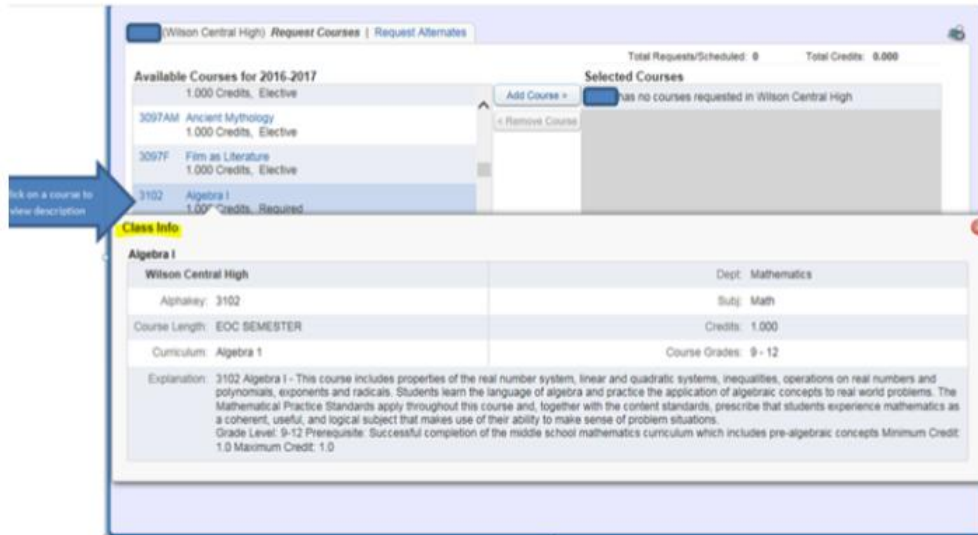 (Wilson Central High) Request Courses | Request Alternates
Total Requests/Scheduled: 0 Total Credits: 0.000
Available Courses for 2016-2017
Selected Courses
1.000 Credits, Elective
Add Course »
has no courses requested in Wilson Central High
3097AM Ancient Mythology
1.000 Credits, Elective
« Remove Course
3097F Film as Literature
1.000 Credits, Elective
3102 Algebra I
1.000 Credits, Required
on a course to
view description
Class Info
Algebra I
Wilson Central High Dept: Mathematics
Alphakey: 3102 Subj: Math
Course Length: EOC SEMESTER Credits: 1.000
Curriculum: Algebra 1 Course Grades: 9 - 12
Explanation: 3102 Algebra I - This course includes properties of the real number system, linear and quadratic systems, inequalities, operations on real numbers and
polynomials, exponents and radicals. Students learn the language of algebra and practice the application of algebraic concepts to real world problems. The
Mathematical Practice Standards apply throughout this course and, together with the content standards, prescribe that students experience mathematics as
a coherent, useful, and logical subject that makes use of their ability to make sense of problem situations.
Grade Level: 9-12 Prerequisite: Successful completion of the middle school mathematics curriculum which includes pre-algebraic concepts Minimum Credit:
1.0 Maximum Credit: 1.0